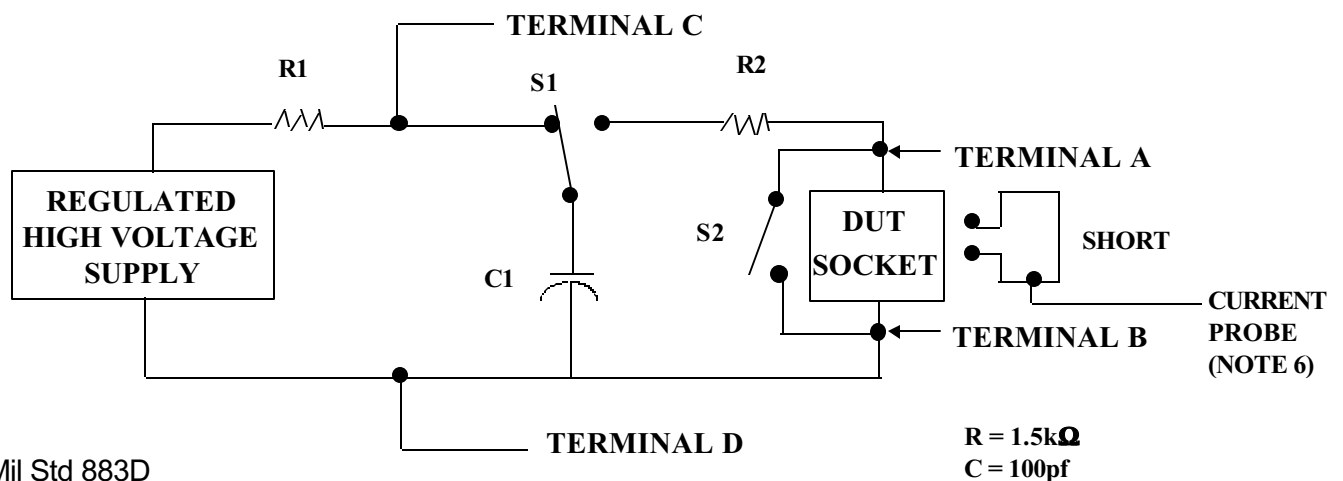 TERMINAL C
R1
S1
R2
TERMINAL A
REGULATED
HIGH VOLTAGE
SUPPLY
S2
DUT
SOCKET
SHORT
C1
CURRENT
PROBE
(NOTE 6)
TERMINAL B
TERMINAL D
R = 1.5kΩ
C = 100pf
Mil Std 883D